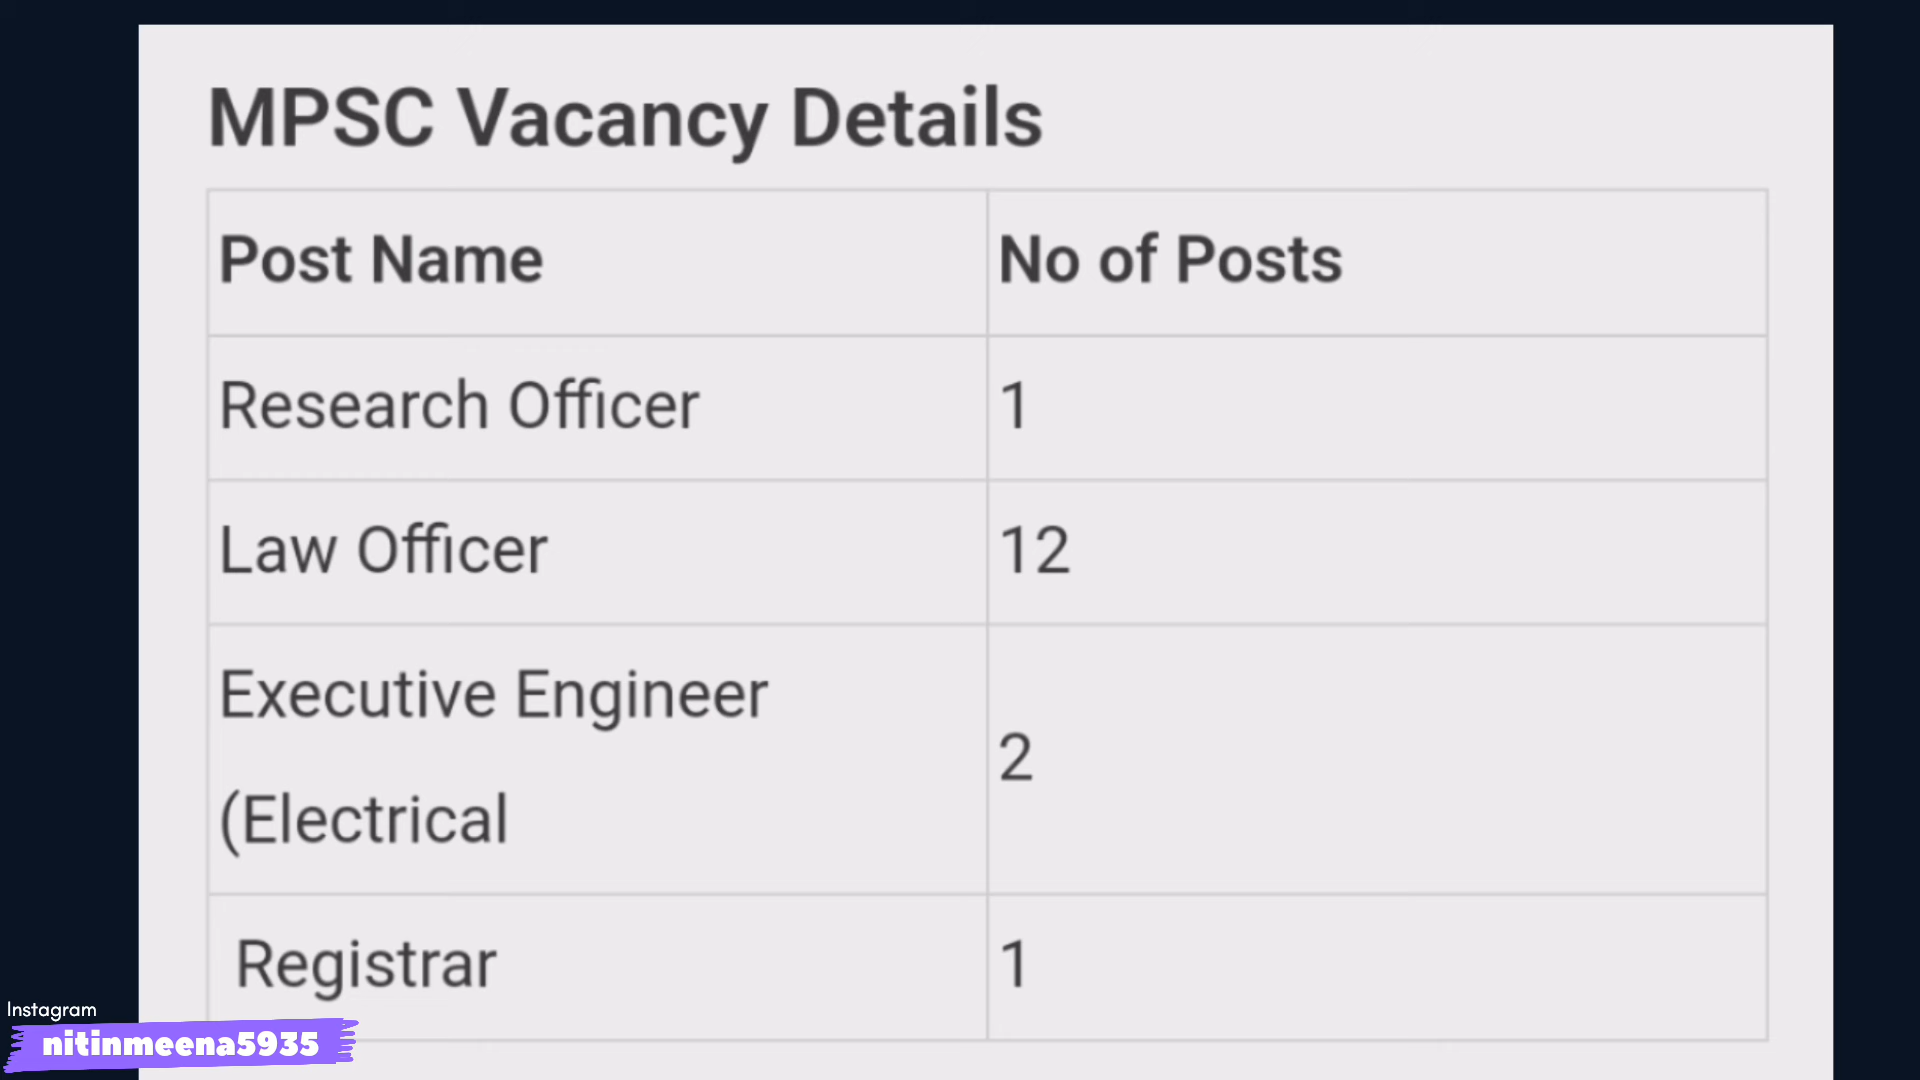 MPSC Vacancy Details
Post Name No of Posts
Research Officer 1
Law Officer 12
Executive Engineer
(Electrical 2
Registrar 1
Instagram
nitinmeena5935